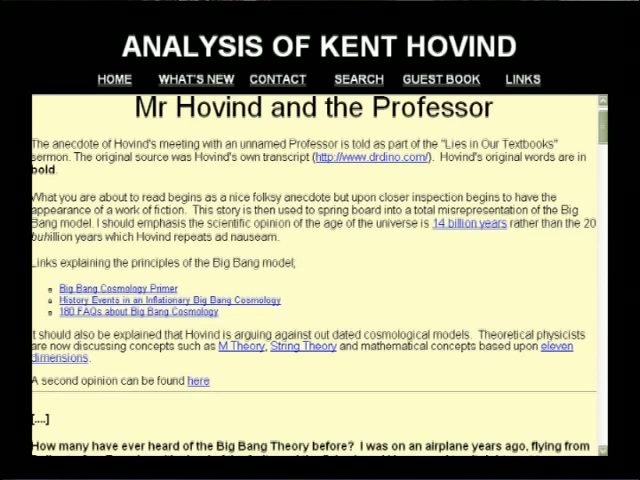 ANALYSIS OF KENT HOVIND
HOME WHAT'S NEW CONTACT SEARCH GUEST BOOK LINKS
Mr Hovind and the Professor
The anecdote of Hovind's meeting with an unnamed Professor is told as part of the "Lies in Our Textbooks"
sermon. The original source was Hovind's own transcript (http://www.drdino.com/). Hovind's original words are in
bold.
What you are about to read begins as a nice folksy anecdote but upon closer inspection begins to have the
appearance of a work of fiction. This story is then used to spring board into a total misrepresentation of the Big
Bang model. I should emphasis the scientific opinion of the age of the universe is 14 billion years rather than the 20
buhillion years which Hovind repeats ad nauseam.
Links explaining the principles of the Big Bang model;
Big Bang Cosmology Primer
History Events in an Inflationary Big Bang Cosmology
180 FAQs about Big Bang Cosmology
It should also be explained that Hovind is arguing against out dated cosmological models. Theoretical physicists
are now discussing concepts such as M Theory, String Theory and mathematical concepts based upon eleven
dimensions.
A second opinion can be found here
[....]
How many have ever heard of the Big Bang Theory before? I was on an airplane years ago, flying from